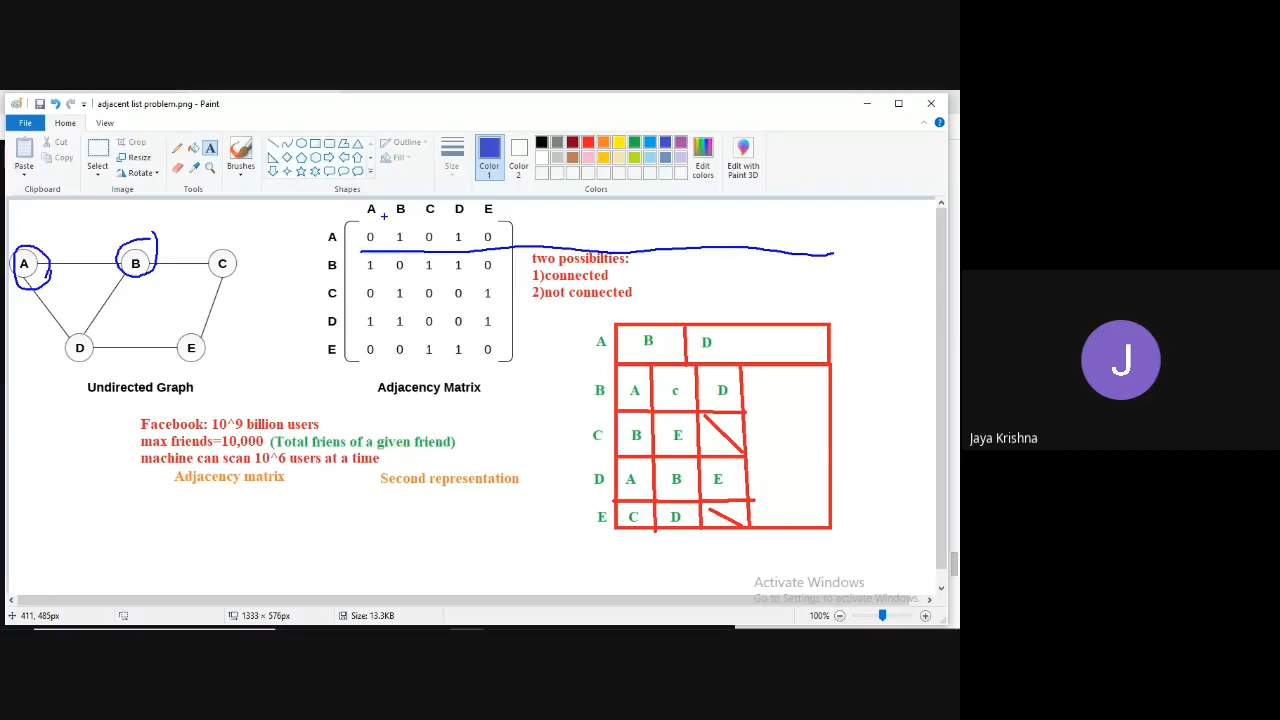 adjacent list problem.png - Paint
File Home View
Paste
Cut
Copy
Clipboard
Select
Crop
Resize
Rotate
Image
A
Tools
Brushes
Shapes
Outline
Fill
Size
Color 1
Color 2
Edit colors
Colors
Edit with Paint 3D
A B C
D E
Undirected Graph
A B C D E
A 0 1 0 1 0
B 1 0 1 1 0
C 0 1 0 0 1
D 1 1 0 0 1
E 0 0 1 1 0
Adjacency Matrix
two possibilties:
1)connected
2)not connected
A B D
B A c D
C B E
D A B E
E C D
Facebook: 10^9 billion users
max friends=10,000 (Total friens of a given friend)
machine can scan 10^6 users at a time
Adjacency matrix Second representation
Activate Windows
Go to Settings to activate Windows.
411, 485px
1333 × 576px
Size: 13.3KB
100%
J
Jaya Krishna